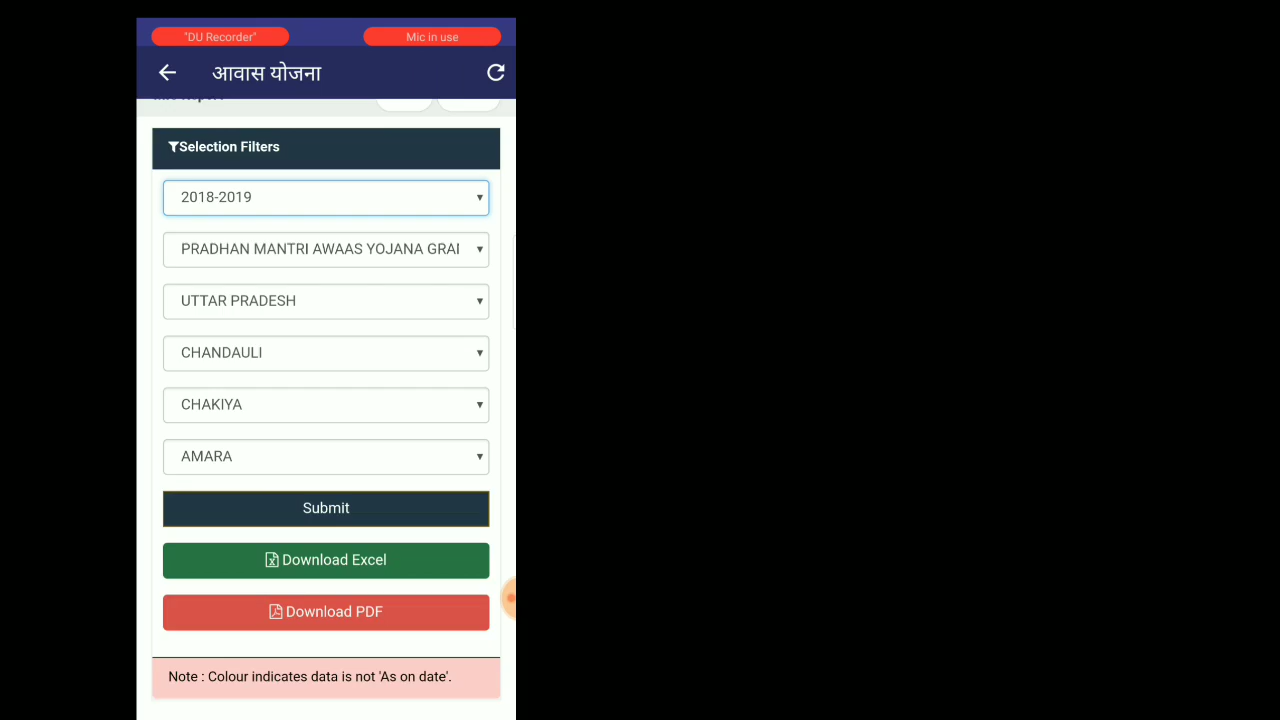 "DU Recorder" Mic in use
आवास योजना
Selection Filters
2018-2019
PRADHAN MANTRI AWAAS YOJANA GRAI
UTTAR PRADESH
CHANDAULI
CHAKIYA
AMARA
Submit
Download Excel
Download PDF
Note : Colour indicates data is not 'As on date'.